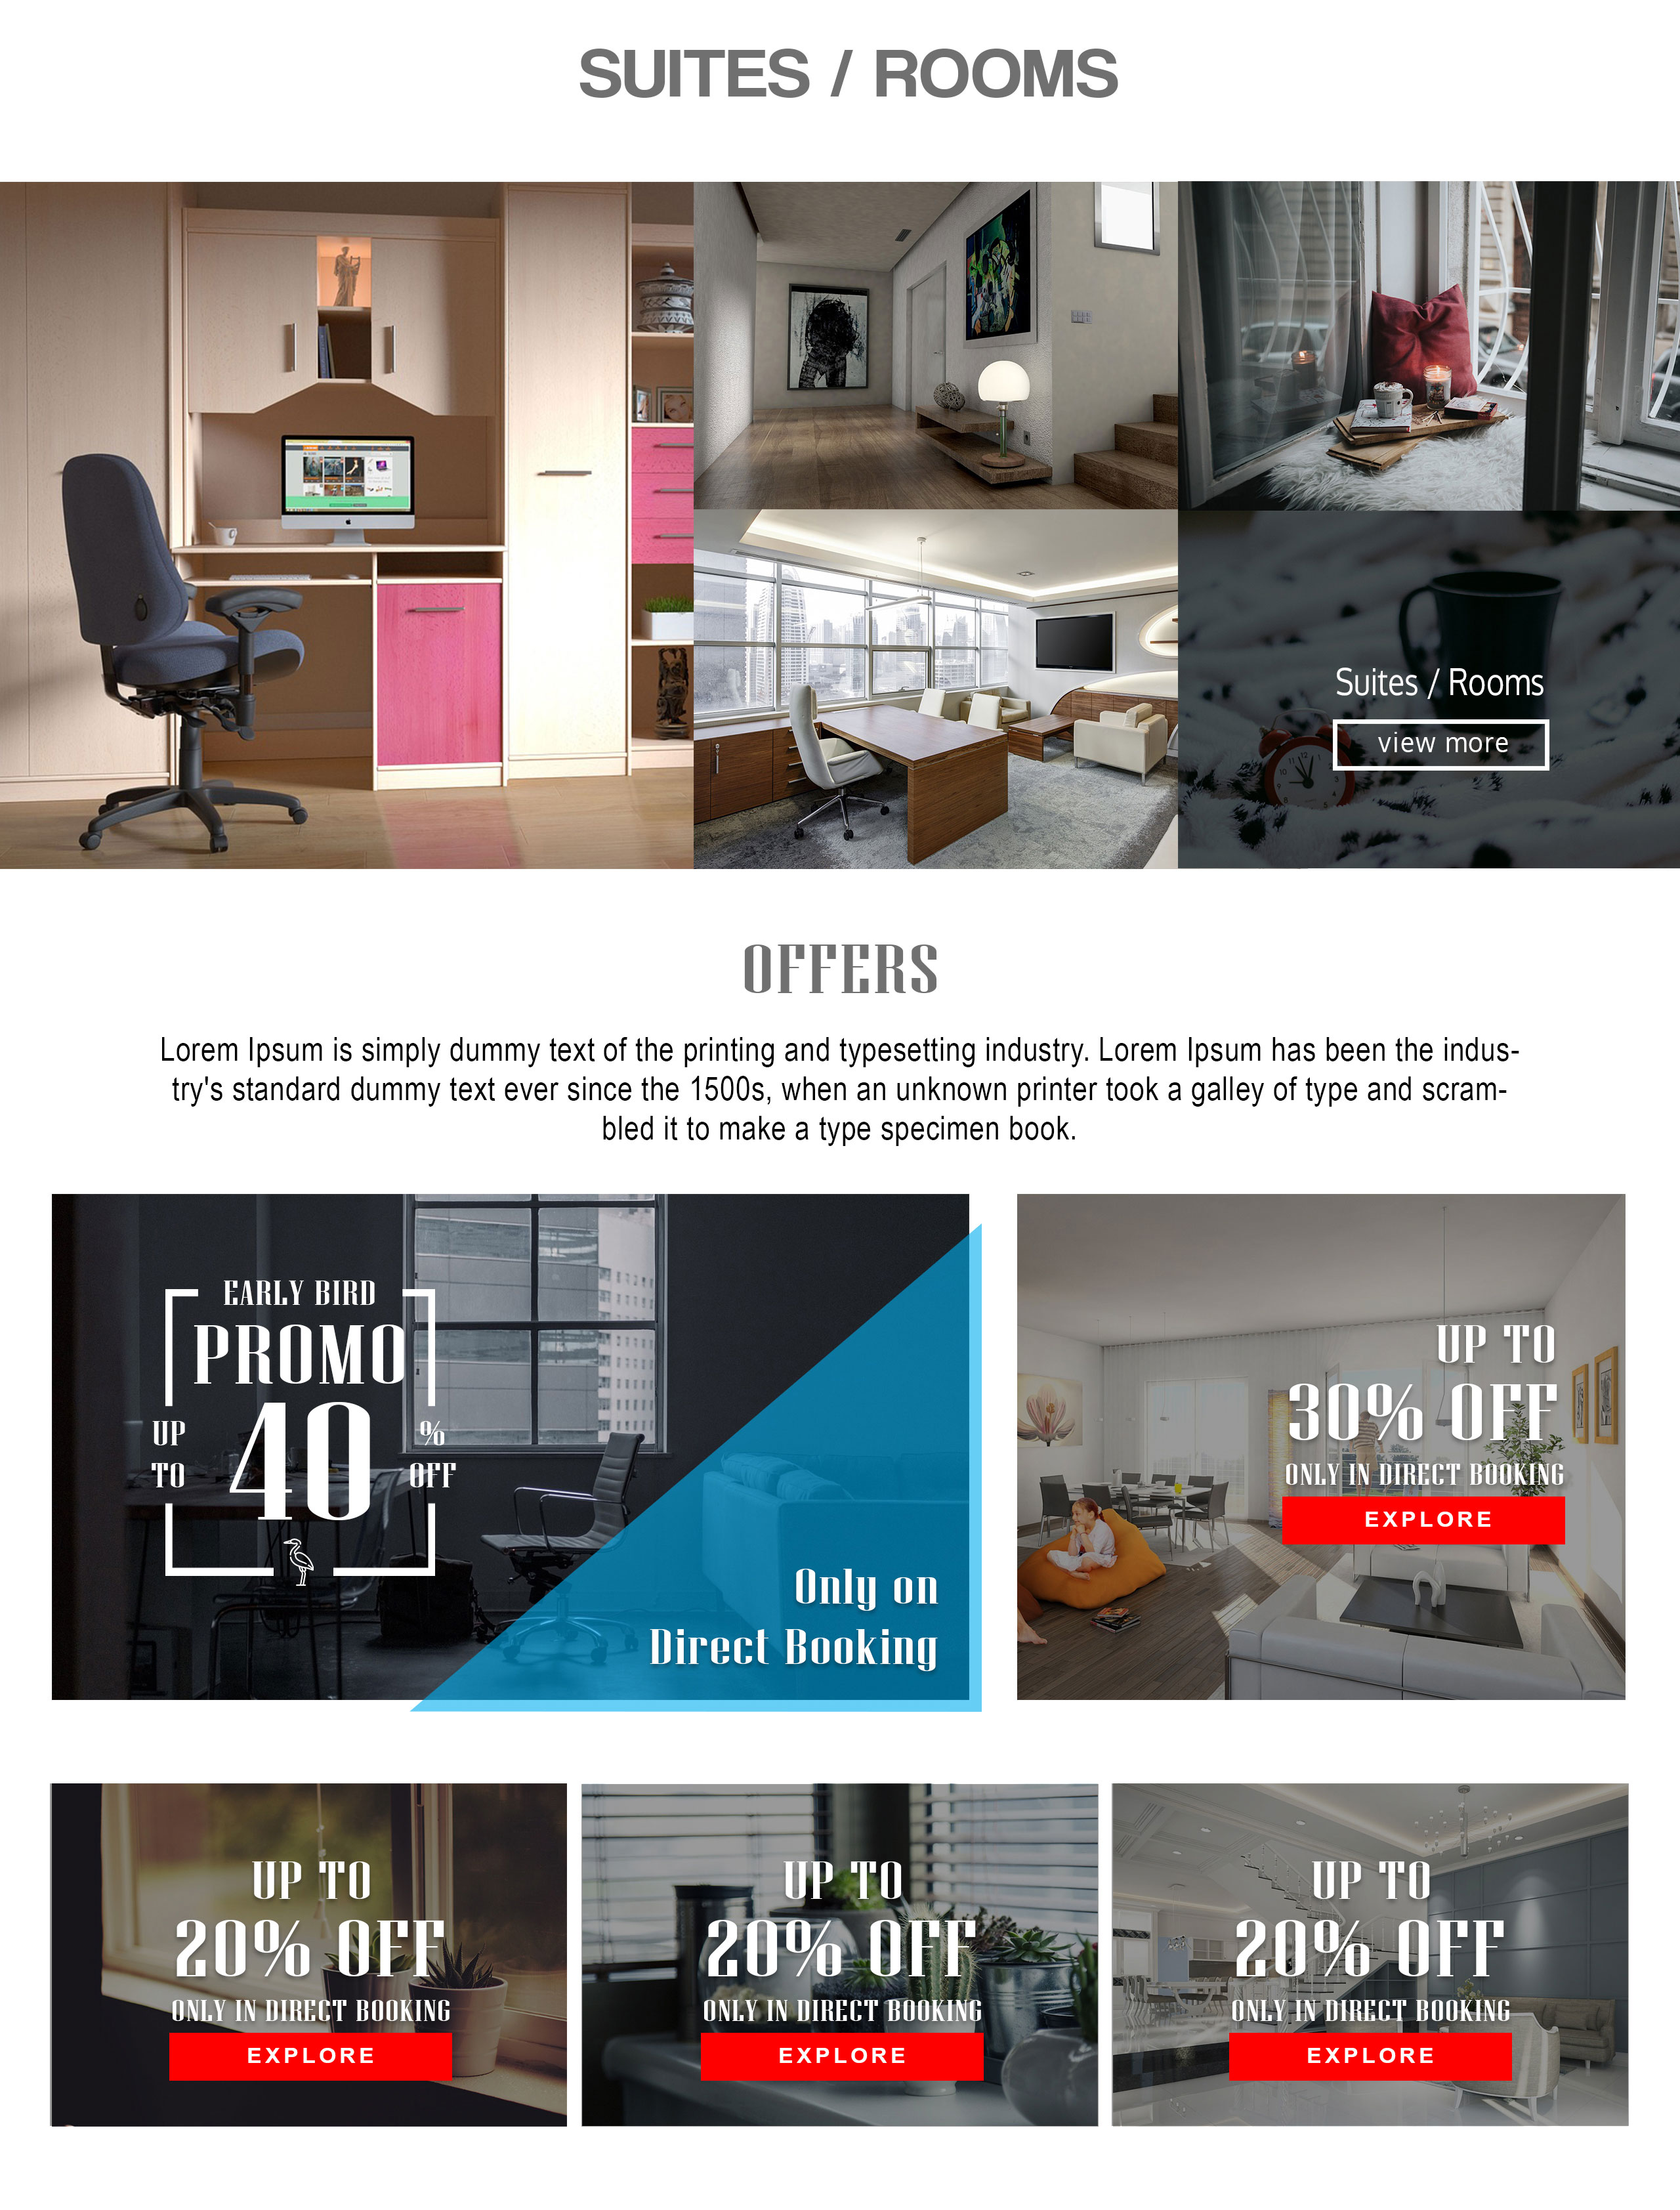 SUITES / ROOMS
Suites / Rooms
view more
OFFERS
Lorem Ipsum is simply dummy text of the printing and typesetting industry. Lorem Ipsum has been the indus-
try's standard dummy text ever since the 1500s, when an unknown printer took a galley of type and scram-
bled it to make a type specimen book.
EARLY BIRD
PROMO
UP TO
40
% OFF
Only on
Direct Booking
UP TO
30% OFF
ONLY IN DIRECT BOOKING
EXPLORE
UP TO
20% OFF
ONLY IN DIRECT BOOKING
EXPLORE
UP TO
20% OFF
ONLY IN DIRECT BOOKING
EXPLORE
UP TO
20% OFF
ONLY IN DIRECT BOOKING
EXPLORE